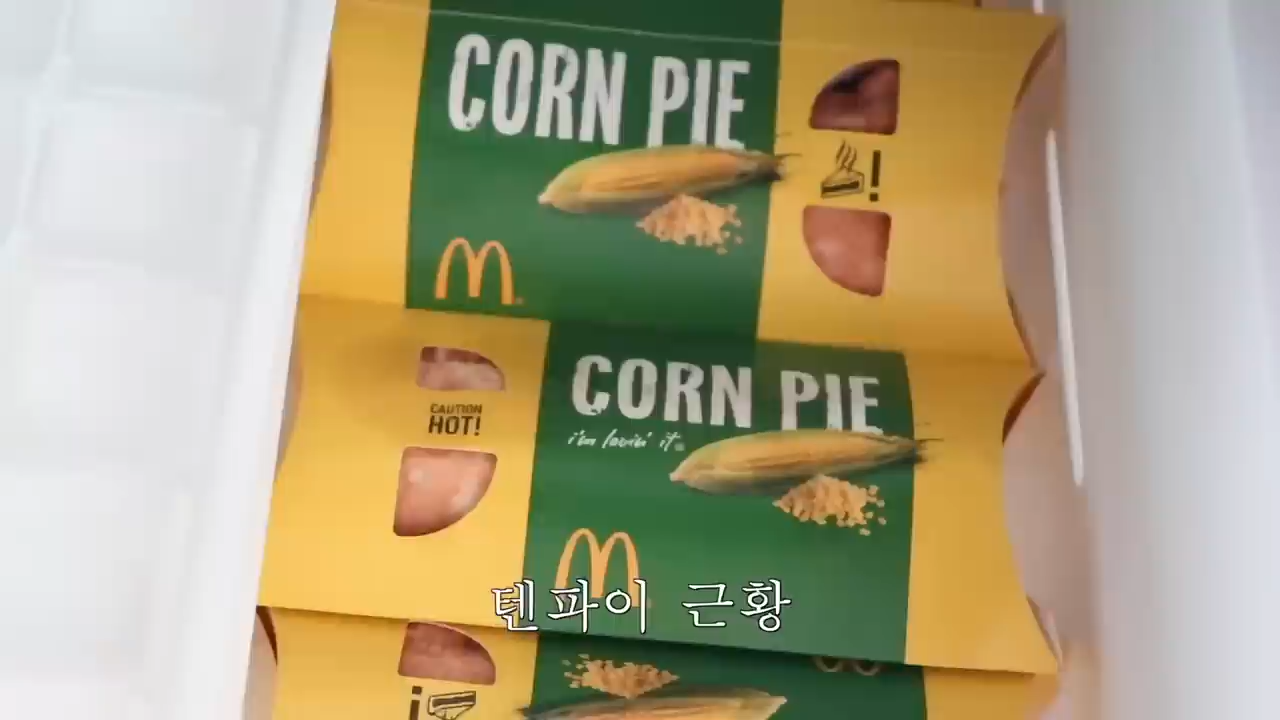 CORN PIE
!
CAUTION
HOT!
CORN PIE
i'm lovin' it
텐파이 근황